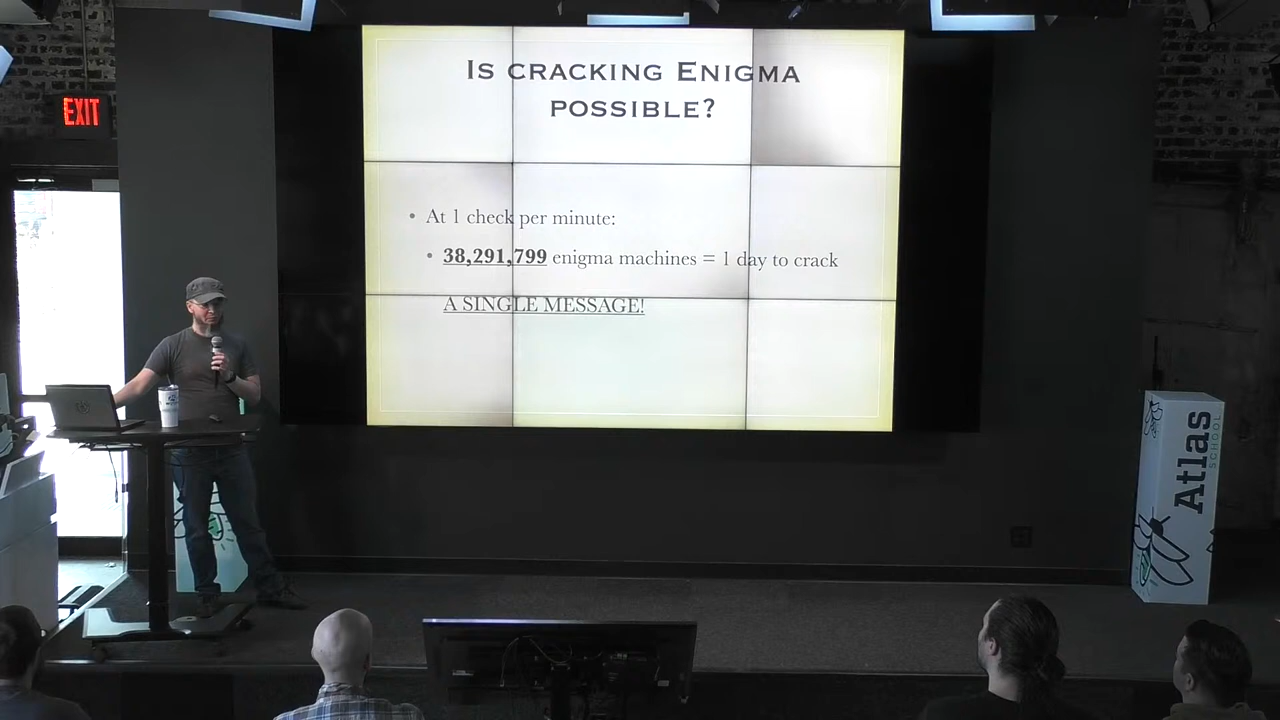 EXIT
IS CRACKING ENIGMA
POSSIBLE?
• At 1 check per minute:
• 38,291,799 enigma machines = 1 day to crack
A SINGLE MESSAGE!
Atlas
SCHOOL